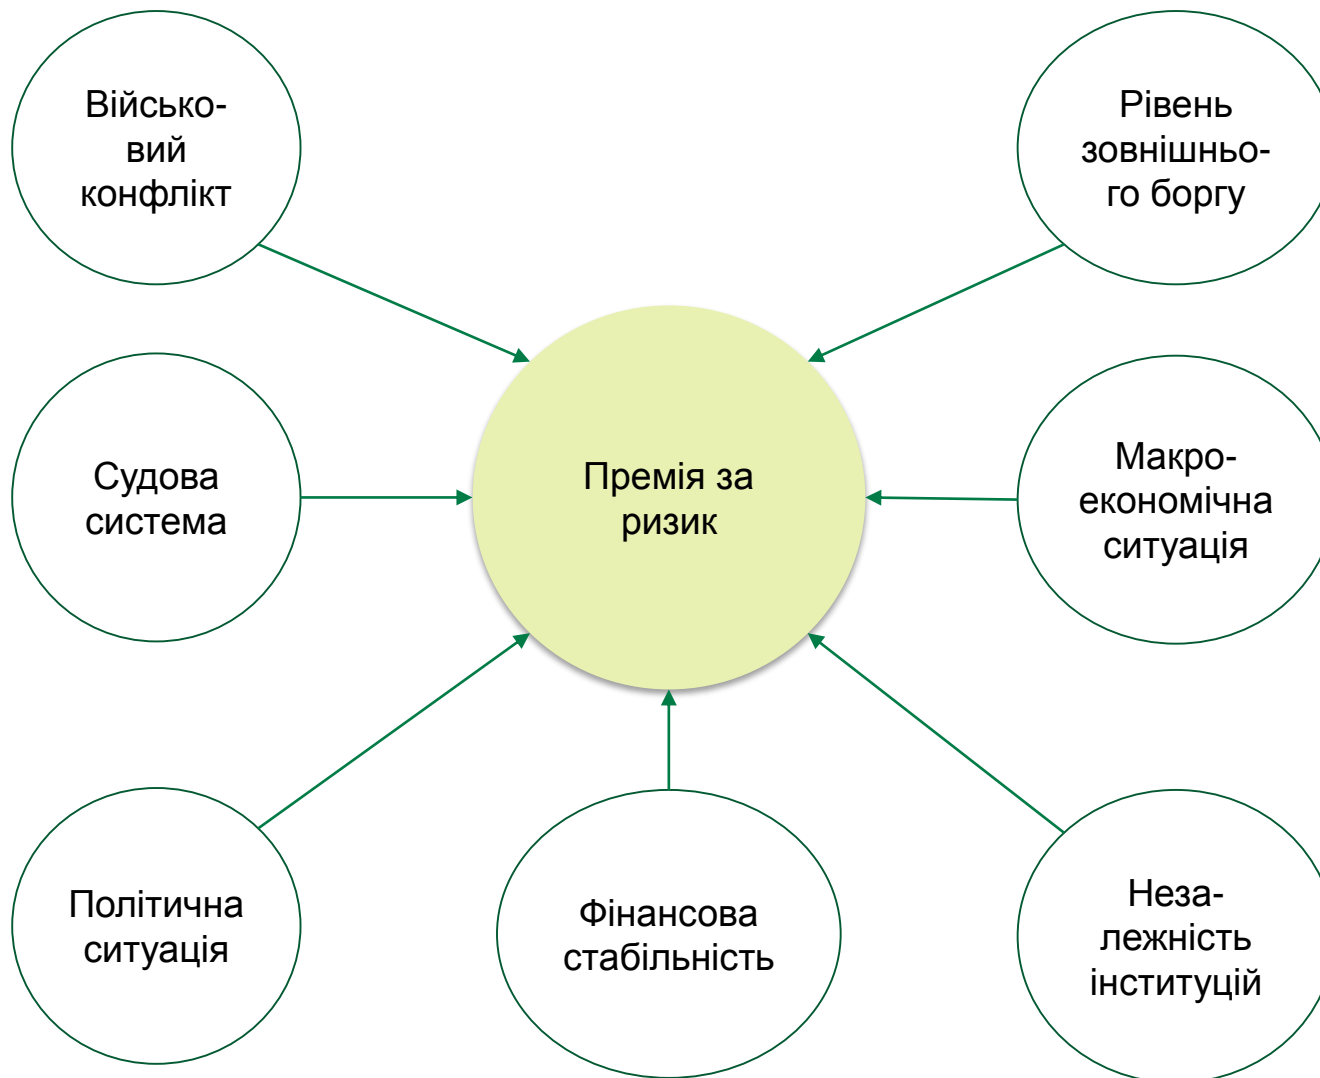 Військо-
вий
конфлікт
Рівень
зовнішньо-
го боргу
Судова
система
Премія за
ризик
Макро-
економічна
ситуація
Політична
ситуація
Фінансова
стабільність
Неза-
лежність
інституцій